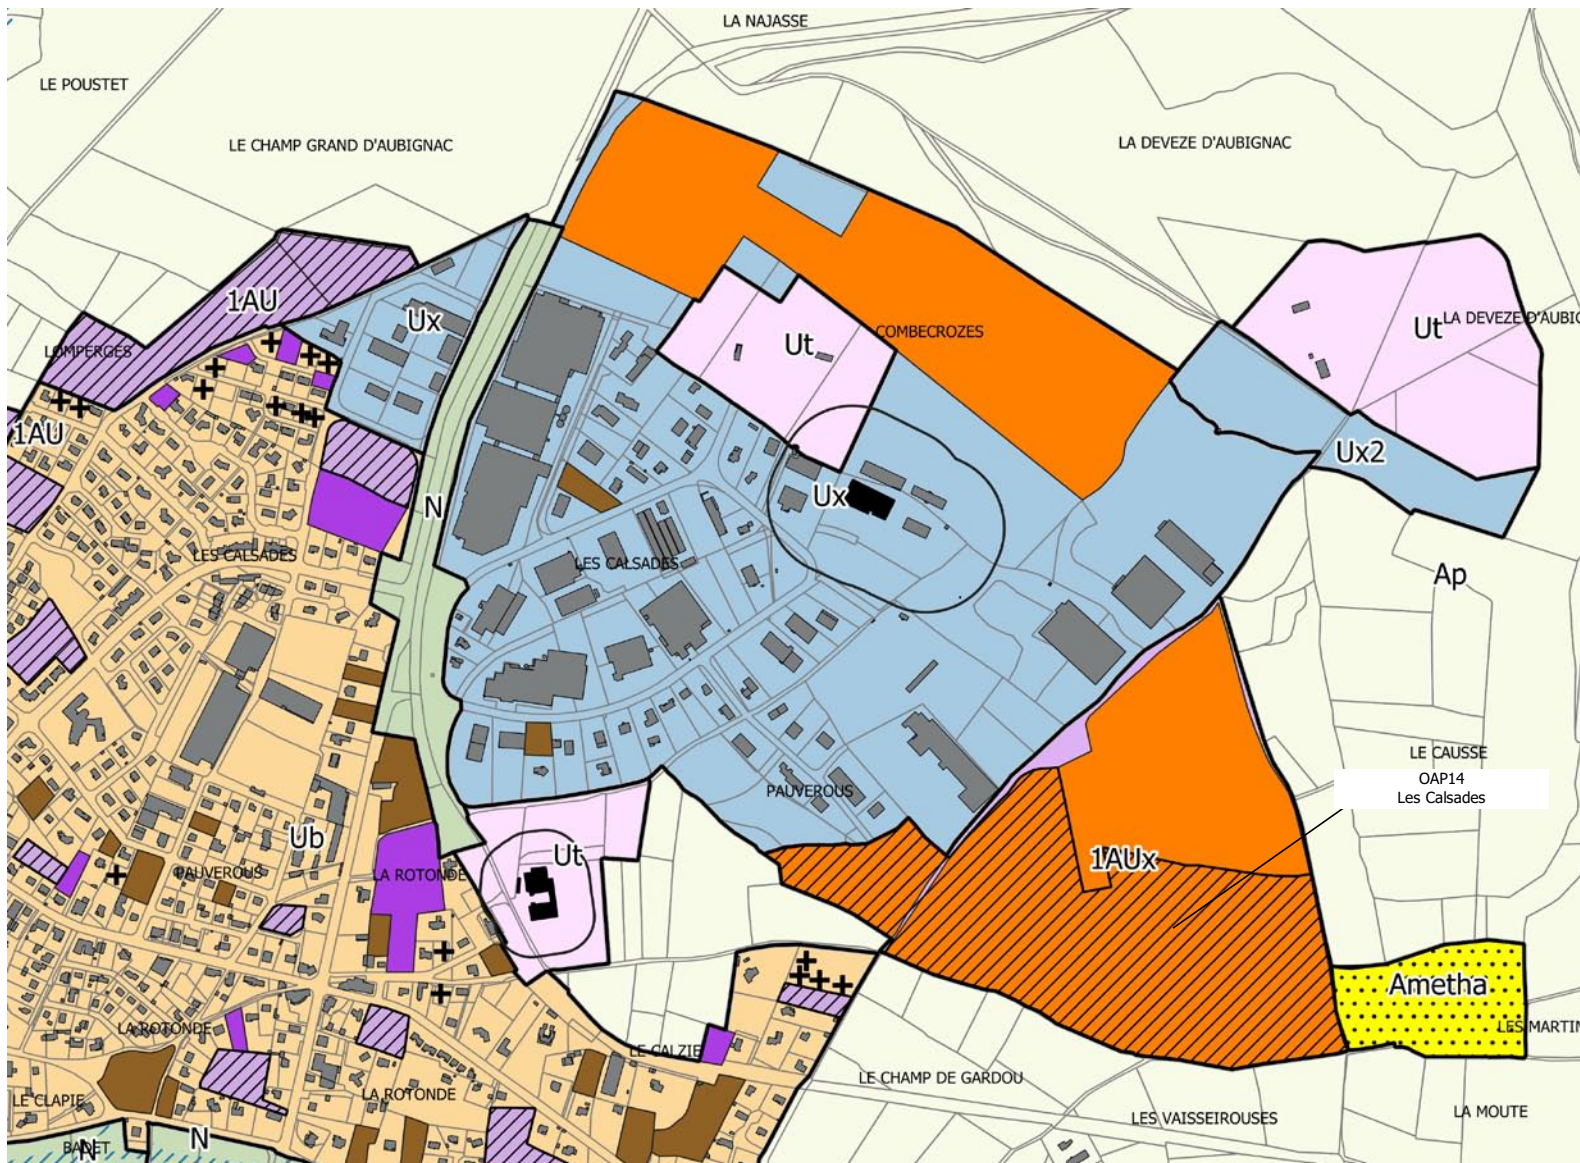 LA NAJASSE
LE POUSTET
LE CHAMP GRAND D'AUBIGNAC
LA DEVEZE D'AUBIGNAC
1AU
Ux
LOMPERGES
Ut
COMBECROZES
Ut
LA DEVEZE D'AUBIG
1AU
Ux2
N
Ux
LES CALSADES
LES CALSADES
Ap
LE CAUSSE
OAP14
Les Calsades
PAUVEROUS
Ub
Ut
1AUx
PAUVEROUS
LA ROTONDE
Ametha
LA ROTONDE
LES MARTIN
LE CALZIE
LE CHAMP DE GARDOU
LE CLAPIE
LA ROTONDE
LES VAISSEIROUSES
LA MOUTE
BADET
N
N